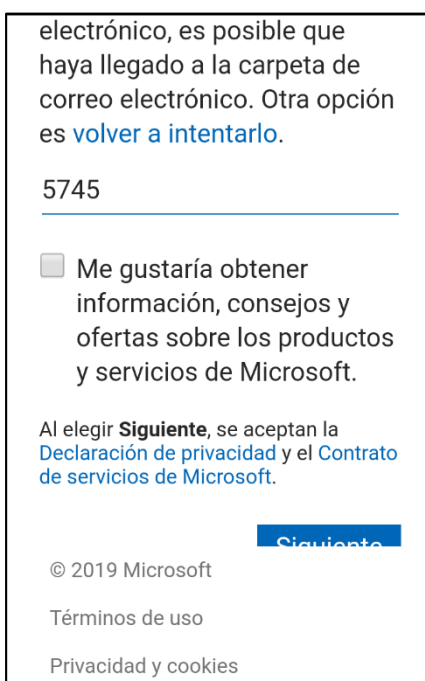 electrónico, es posible que
haya llegado a la carpeta de
correo electrónico. Otra opción
es volver a intentarlo.
5745
Me gustaría obtener
información, consejos y
ofertas sobre los productos
y servicios de Microsoft.
Al elegir Siguiente, se aceptan la
Declaración de privacidad y el Contrato
de servicios de Microsoft.
Siguiente
© 2019 Microsoft
Términos de uso
Privacidad y cookies